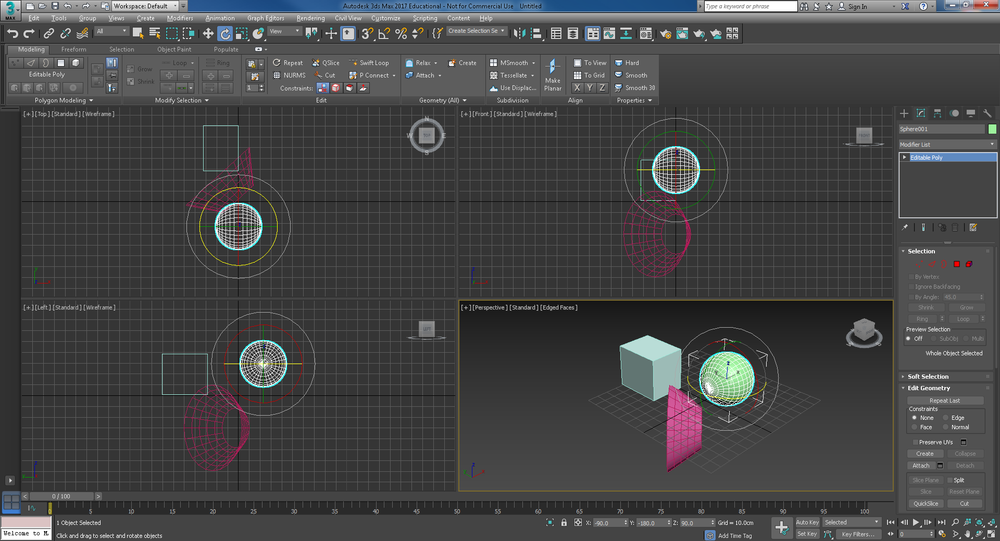 3
MAX
Workspace: Default
Autodesk 3ds Max 2017 Educational - Not for Commercial Use   Untitled
Type a keyword or phrase
Sign In
Edit Tools Group Views Create Modifiers Animation Graph Editors Rendering Civil View Customize Scripting Content Help
All
View
3
Create Selection Se
Modeling Freeform Selection Object Paint Populate
Editable Poly
Polygon Modeling
Loop
Ring
Grow
Shrink
Modify Selection
Repeat QSlice Swift Loop
NURMS Cut P Connect
1 Constraints:
Edit
Relax Create
Attach
Geometry (All)
MSmooth
Tessellate
Use Displac...
Subdivision
Make Planar
To View
To Grid
X Y Z
Align
Hard
Smooth
30 Smooth 30
Properties
[+] [Top] [Standard] [Wireframe]
N
W TOP E
S
[+] [Front] [Standard] [Wireframe]
FRONT
[+] [Left] [Standard] [Wireframe]
LEFT
[+] [Perspective] [Standard] [Edged Faces]
Sphere001
Modifier List
Editable Poly
Selection
By Vertex
Ignore Backfacing
By Angle: 45.0
Shrink Grow
Ring Loop
Preview Selection
Off SubObj Multi
Whole Object Selected
Soft Selection
Edit Geometry
Repeat Last
Constraints
None Edge
Face Normal
Preserve UVs
Create Collapse
Attach Detach
Slice Plane Split
Slice Reset Plane
QuickSlice Cut
< 0 / 100 >
0 5 10 15 20 25 30 35 40 45 50 55 60 65 70 75 80 85 90 95 100
1 Object Selected
X: -90.0 Y: -180.0 Z: 90.0 Grid = 10.0cm
Auto Key Selected
Welcome to M
Click and drag to select and rotate objects
Add Time Tag
Set Key Key Filters...
0